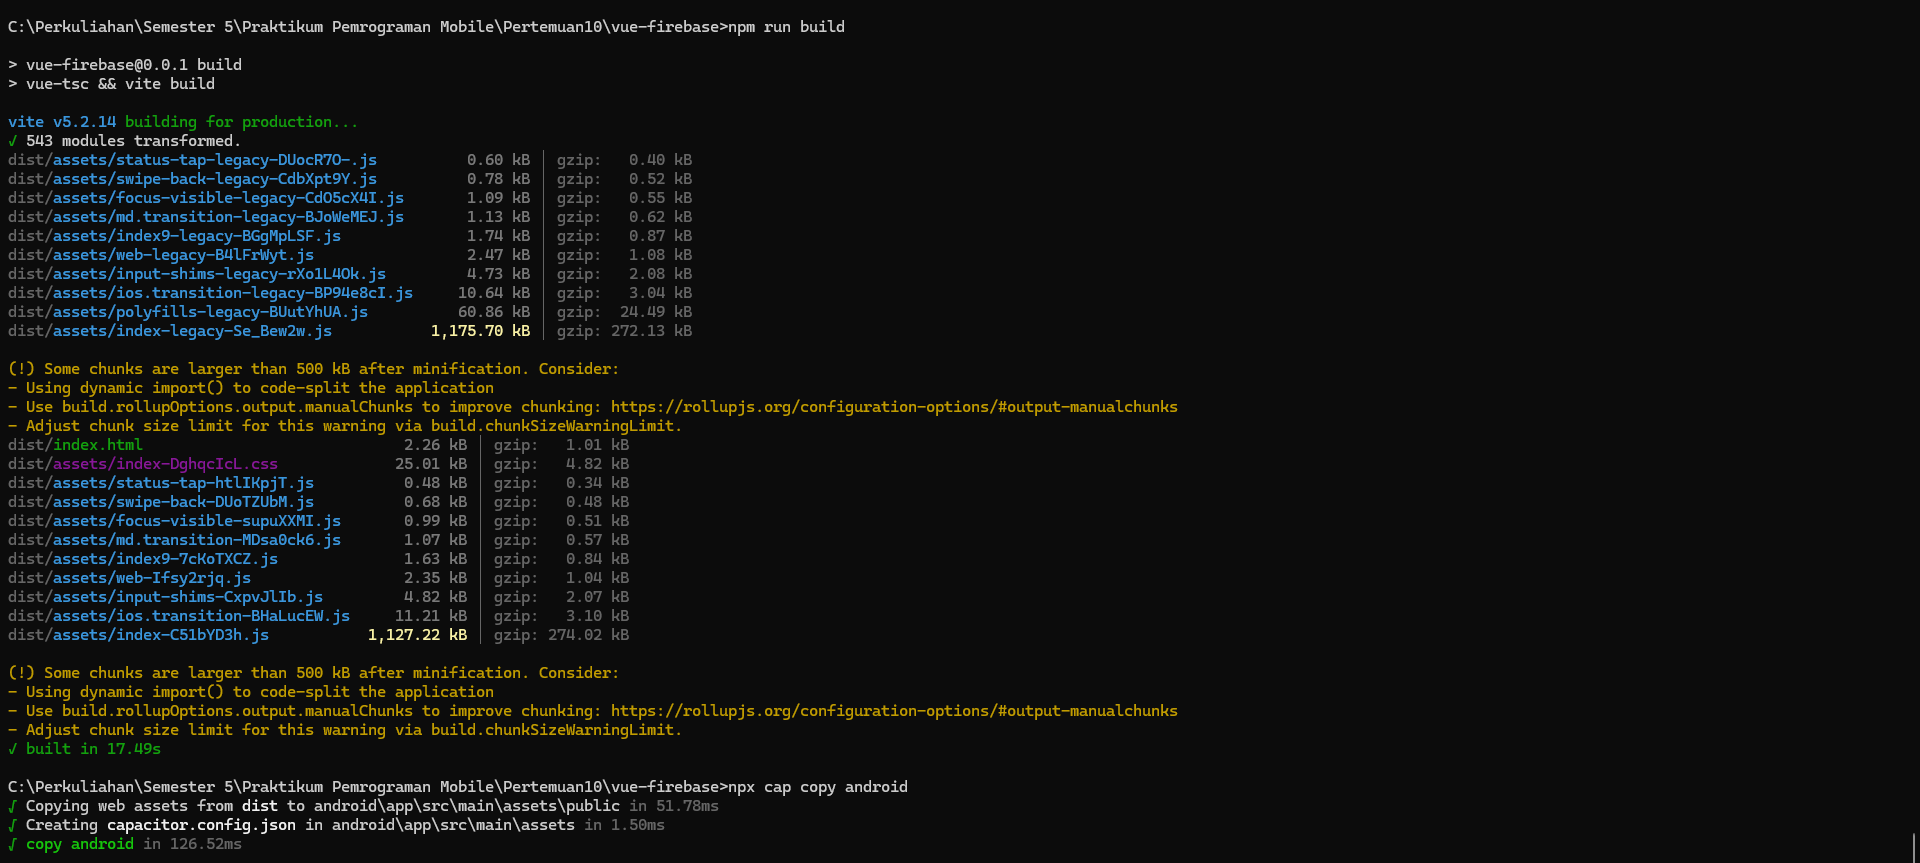 C:\Perkuliahan\Semester 5\Praktikum Pemrograman Mobile\Pertemuan10\vue-firebase>npm run build
> vue-firebase@0.0.1 build
> vue-tsc && vite build
vite v5.2.14 building for production...
✓ 543 modules transformed.
dist/assets/status-tap-legacy-DUocR7O-.js 0.60 kB │ gzip: 0.40 kB
dist/assets/swipe-back-legacy-CdbXpt9Y.js 0.78 kB │ gzip: 0.52 kB
dist/assets/focus-visible-legacy-CdO5cX4I.js 1.09 kB │ gzip: 0.55 kB
dist/assets/md.transition-legacy-BJoWeMEJ.js 1.13 kB │ gzip: 0.62 kB
dist/assets/index9-legacy-BGgMpLSF.js 1.74 kB │ gzip: 0.87 kB
dist/assets/web-legacy-B4lFrWyt.js 2.47 kB │ gzip: 1.08 kB
dist/assets/input-shims-legacy-rXo1L4Ok.js 4.73 kB │ gzip: 2.08 kB
dist/assets/ios.transition-legacy-BP94e8cI.js 10.64 kB │ gzip: 3.04 kB
dist/assets/polyfills-legacy-BUutYhUA.js 60.86 kB │ gzip: 24.49 kB
dist/assets/index-legacy-Se_Bew2w.js 1,175.70 kB │ gzip: 272.13 kB
(!) Some chunks are larger than 500 kB after minification. Consider:
- Using dynamic import() to code-split the application
- Use build.rollupOptions.output.manualChunks to improve chunking: https://rollupjs.org/configuration-options/#output-manualchunks
- Adjust chunk size limit for this warning via build.chunkSizeWarningLimit.
dist/index.html 2.26 kB │ gzip: 1.01 kB
dist/assets/index-DghqcIcL.css 25.01 kB │ gzip: 4.82 kB
dist/assets/status-tap-htlIKpjT.js 0.48 kB │ gzip: 0.34 kB
dist/assets/swipe-back-DUoTZUbM.js 0.68 kB │ gzip: 0.48 kB
dist/assets/focus-visible-supuXXMI.js 0.99 kB │ gzip: 0.51 kB
dist/assets/md.transition-MDsa0ck6.js 1.07 kB │ gzip: 0.57 kB
dist/assets/index9-7cKoTXCZ.js 1.63 kB │ gzip: 0.84 kB
dist/assets/web-Ifsy2rjq.js 2.35 kB │ gzip: 1.04 kB
dist/assets/input-shims-CxpvJlIb.js 4.82 kB │ gzip: 2.07 kB
dist/assets/ios.transition-BHaLucEW.js 11.21 kB │ gzip: 3.10 kB
dist/assets/index-C51bYD3h.js 1,127.22 kB │ gzip: 274.02 kB
(!) Some chunks are larger than 500 kB after minification. Consider:
- Using dynamic import() to code-split the application
- Use build.rollupOptions.output.manualChunks to improve chunking: https://rollupjs.org/configuration-options/#output-manualchunks
- Adjust chunk size limit for this warning via build.chunkSizeWarningLimit.
✓ built in 17.49s
C:\Perkuliahan\Semester 5\Praktikum Pemrograman Mobile\Pertemuan10\vue-firebase>npx cap copy android
√ Copying web assets from dist to android\app\src\main\assets\public in 51.78ms
√ Creating capacitor.config.json in android\app\src\main\assets in 1.50ms
√ copy android in 126.52ms